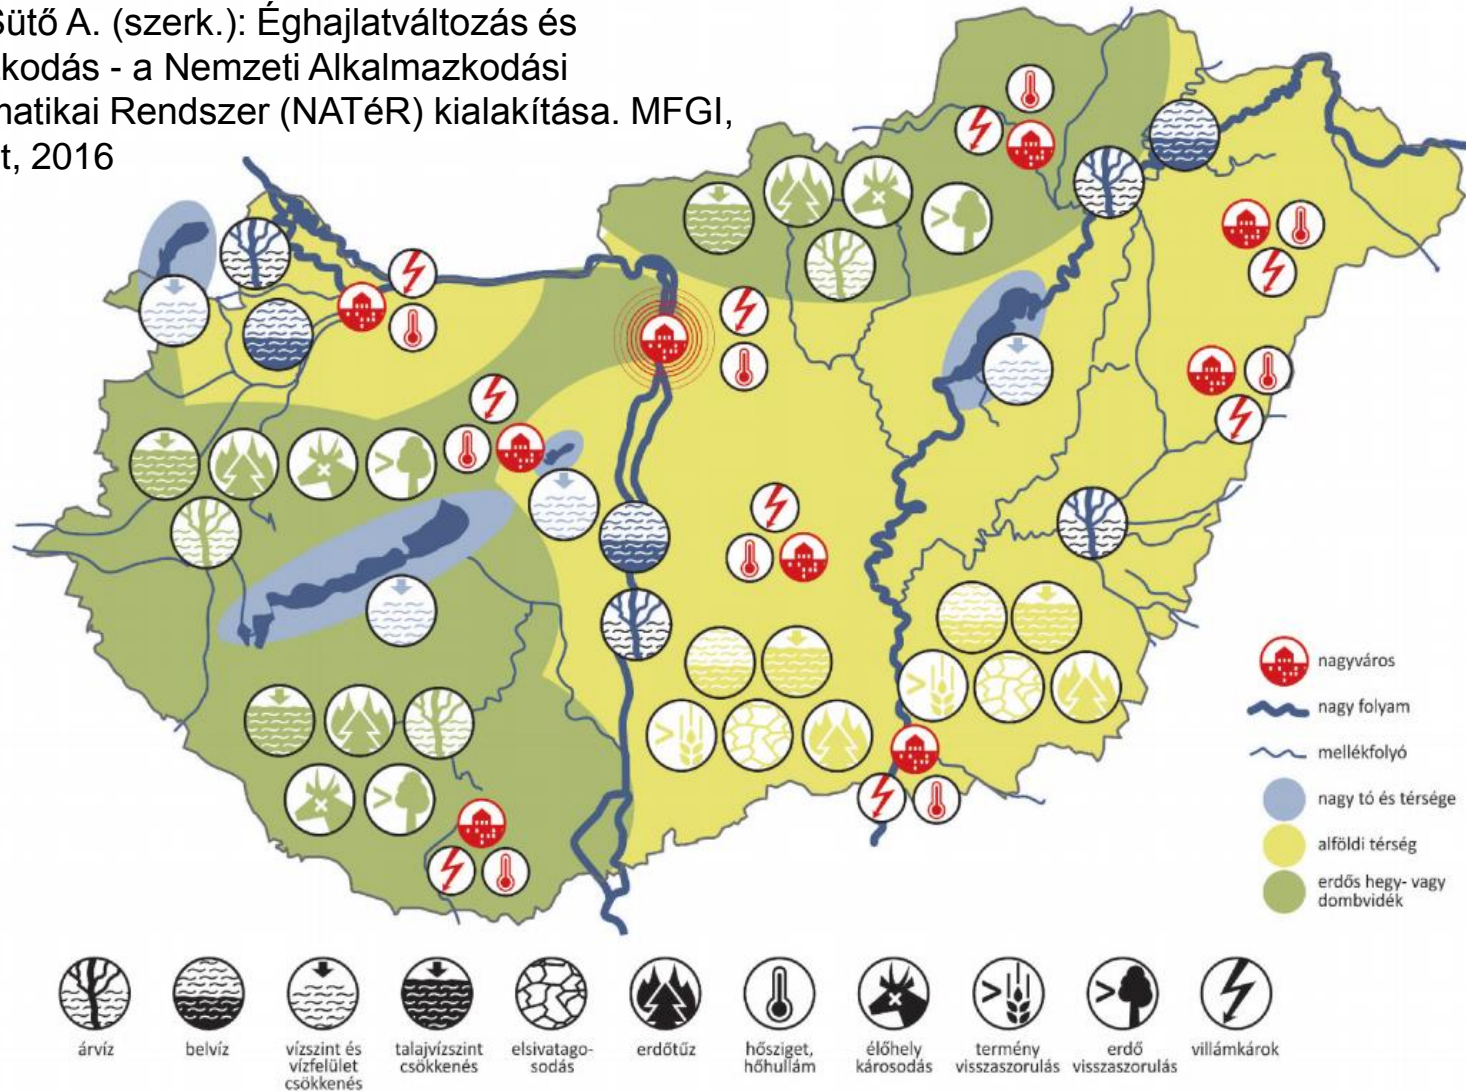 Sütő A. (szerk.): Éghajlatváltozás és
kodás - a Nemzeti Alkalmazkodási
matikai Rendszer (NATéR) kialakítása. MFGI,
t, 2016
nagyváros
nagy folyam
mellékfolyó
nagy tó és térsége
alföldi térség
erdős hegy- vagy
dombvidék
árvíz
belvíz
vízszint és
vízfelület
csökkenés
talajvízszint
csökkenés
elsivatago-
sodás
erdőtűz
hősziget,
hőhullám
élőhely
károsodás
termény
visszaszorulás
erdő
visszaszorulás
villámkárok